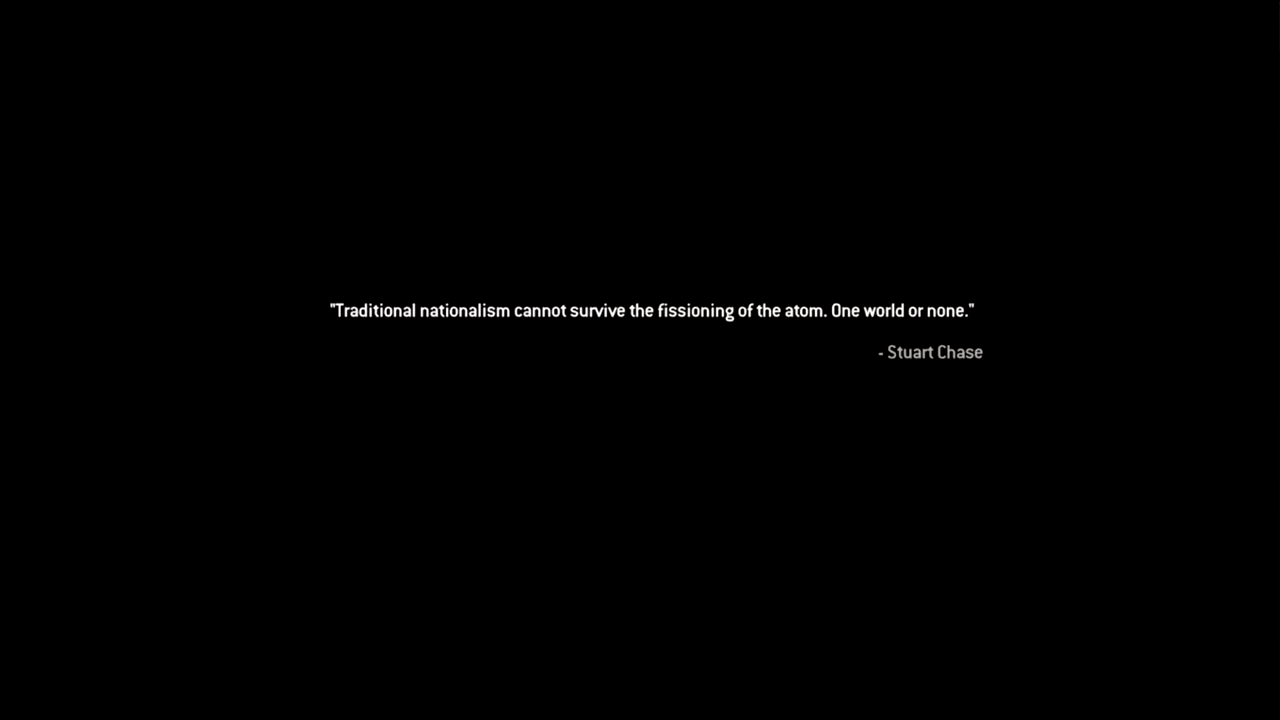 "Traditional nationalism cannot survive the fissioning of the atom. One world or none."
- Stuart Chase